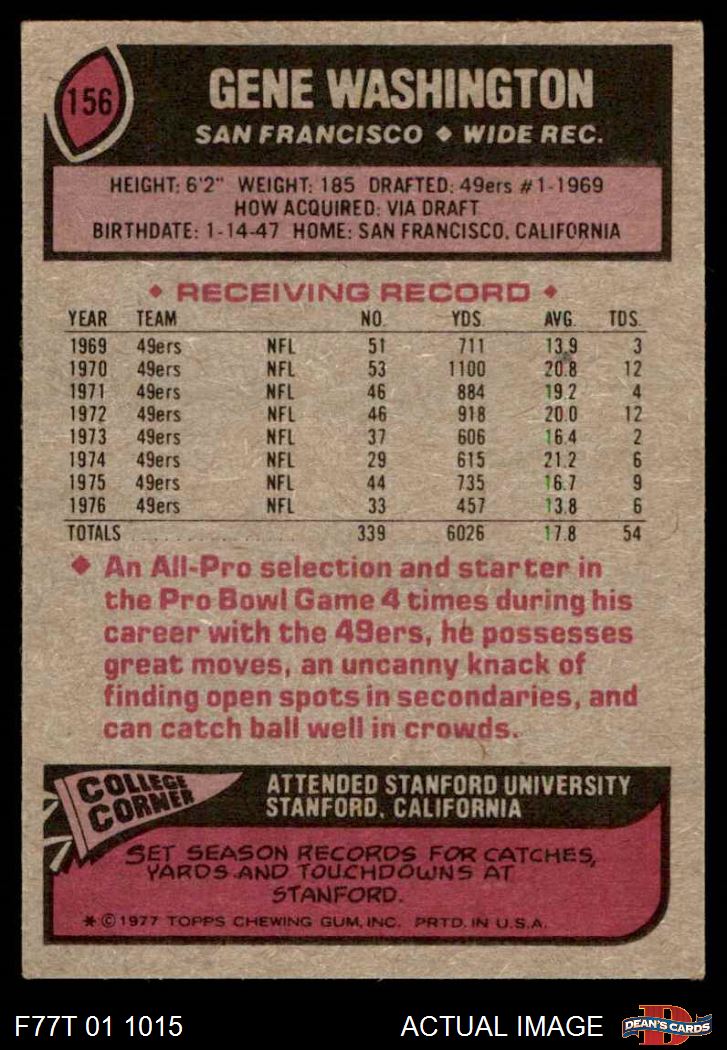 156
GENE WASHINGTON
SAN FRANCISCO ◆ WIDE REC.
HEIGHT: 6'2" WEIGHT: 185 DRAFTED: 49ers #1-1969
HOW ACQUIRED: VIA DRAFT
BIRTHDATE: 1-14-47 HOME: SAN FRANCISCO, CALIFORNIA
◆ RECEIVING RECORD ◆
YEAR TEAM NO. YDS. AVG. TDS.
1969 49ers NFL 51 711 13.9 3
1970 49ers NFL 53 1100 20.8 12
1971 49ers NFL 46 884 19.2 4
1972 49ers NFL 46 918 20.0 12
1973 49ers NFL 37 606 16.4 2
1974 49ers NFL 29 615 21.2 6
1975 49ers NFL 44 735 16.7 9
1976 49ers NFL 33 457 13.8 6
TOTALS 339 6026 17.8 54
◆ An All-Pro selection and starter in
the Pro Bowl Game 4 times during his
career with the 49ers, he possesses
great moves, an uncanny knack of
finding open spots in secondaries, and
can catch ball well in crowds.
COLLEGE
CORNER
ATTENDED STANFORD UNIVERSITY
STANFORD, CALIFORNIA
SET SEASON RECORDS FOR CATCHES,
YARDS AND TOUCHDOWNS AT
STANFORD.
* © 1977 TOPPS CHEWING GUM, INC. PRTD. IN U.S.A.
F77T 01 1015
ACTUAL IMAGE
D
DEAN'S CARDS